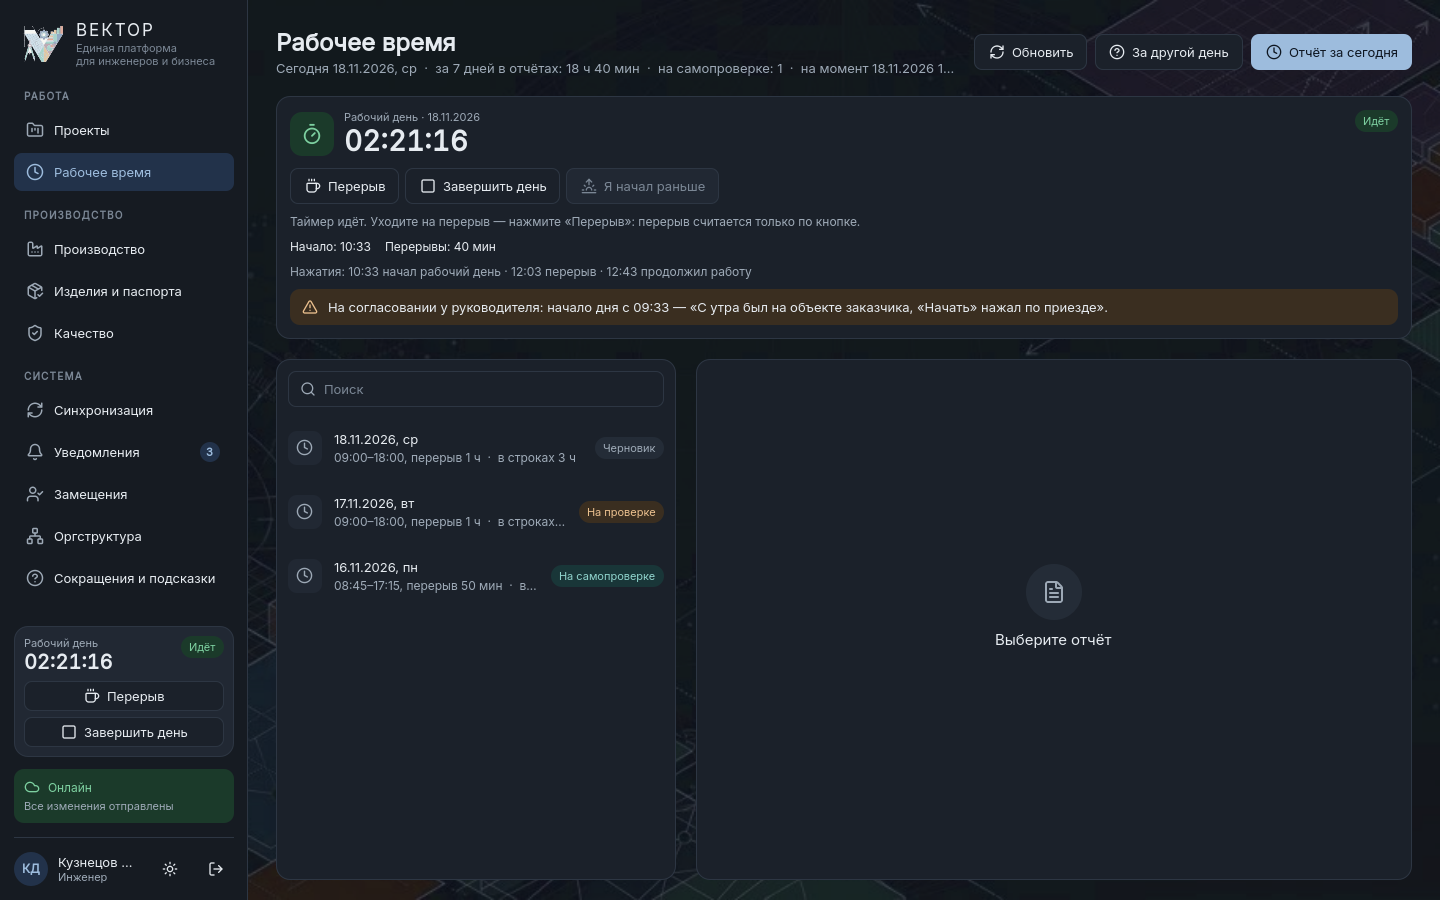 ВЕКТОР
Единая платформа
для инженеров и бизнеса
РАБОТА
Проекты
Рабочее время
ПРОИЗВОДСТВО
Производство
Изделия и паспорта
Качество
СИСТЕМА
Синхронизация
Уведомления 3
Замещения
Оргструктура
Сокращения и подсказки
Рабочий день Идёт
02:21:16
Перерыв
Завершить день
Онлайн
Все изменения отправлены
КД Кузнецов ...
Инженер
Рабочее время
Сегодня 18.11.2026, ср · за 7 дней в отчётах: 18 ч 40 мин · на самопроверке: 1 · на момент 18.11.2026 1...
Обновить За другой день Отчёт за сегодня
Рабочий день · 18.11.2026 Идёт
02:21:16
Перерыв Завершить день Я начал раньше
Таймер идёт. Уходите на перерыв — нажмите «Перерыв»: перерыв считается только по кнопке.
Начало: 10:33 Перерывы: 40 мин
Нажатия: 10:33 начал рабочий день · 12:03 перерыв · 12:43 продолжил работу
На согласовании у руководителя: начало дня с 09:33 — «С утра был на объекте заказчика, «Начать» нажал по приезде».
Поиск
18.11.2026, ср
09:00–18:00, перерыв 1 ч · в строках 3 ч
Черновик
17.11.2026, вт
09:00–18:00, перерыв 1 ч · в строках...
На проверке
16.11.2026, пн
08:45–17:15, перерыв 50 мин · в...
На самопроверке
Выберите отчёт